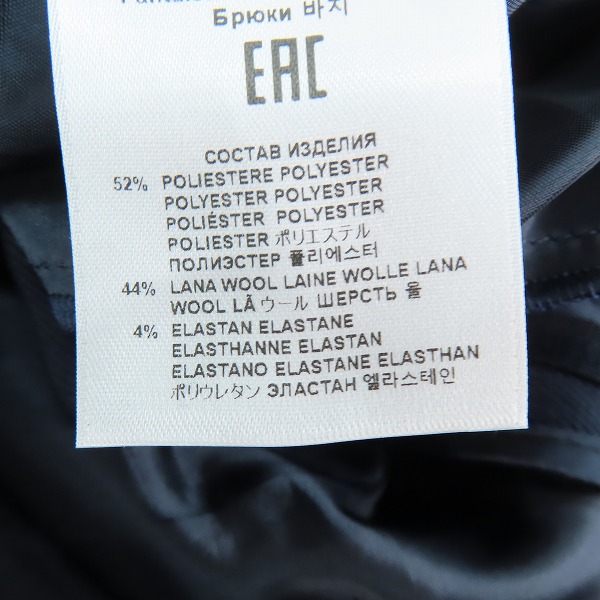 Брюки 바지
EAC
СОСТАВ ИЗДЕЛИЯ
52% POLIESTERE POLYESTER
POLYESTER POLYESTER
POLIÉSTER POLYESTER
POLIESTER ポリエステル
ПОЛИЭСТЕР 폴리에스터
44% LANA WOOL LAINE WOLLE LANA
WOOL LÃ ウール ШЕРСТЬ 울
4% ELASTAN ELASTANE
ELASTHANNE ELASTAN
ELASTANO ELASTANE ELASTHAN
ポリウレタン ЭЛАСТАН 엘라스테인